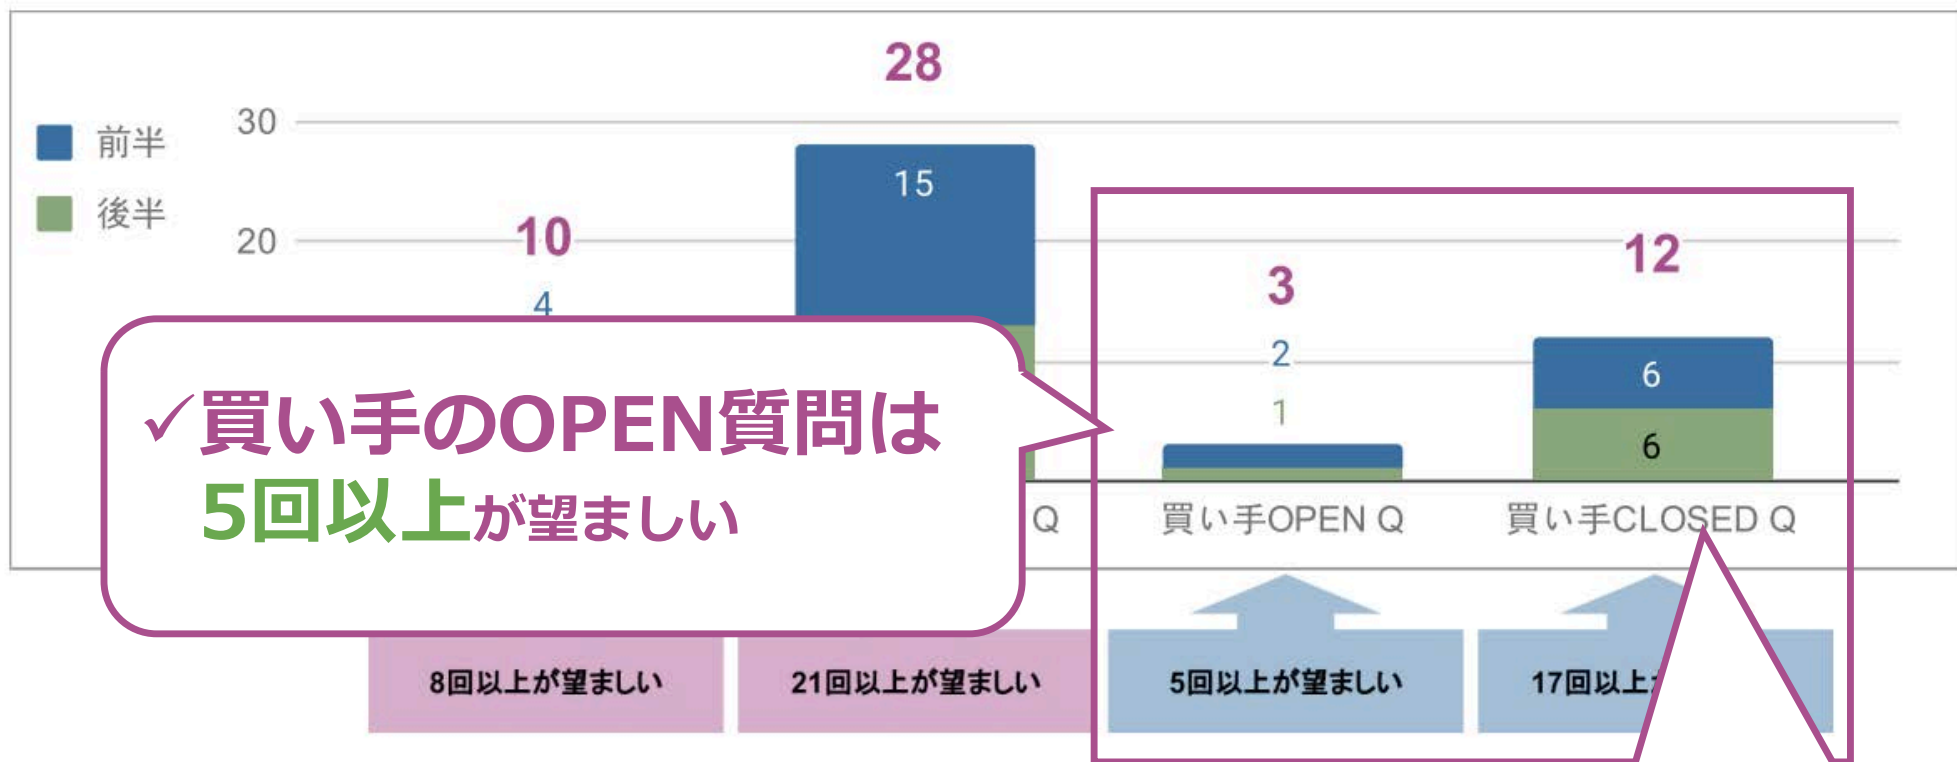 28
前半
30
15
後半
20
10
12
3
4
2
6
1
6
✓買い手のOPEN質問は
5回以上が望ましい
Q
買い手OPEN Q
買い手CLOSED Q
8回以上が望ましい
21回以上が望ましい
5回以上が望ましい
17回以上